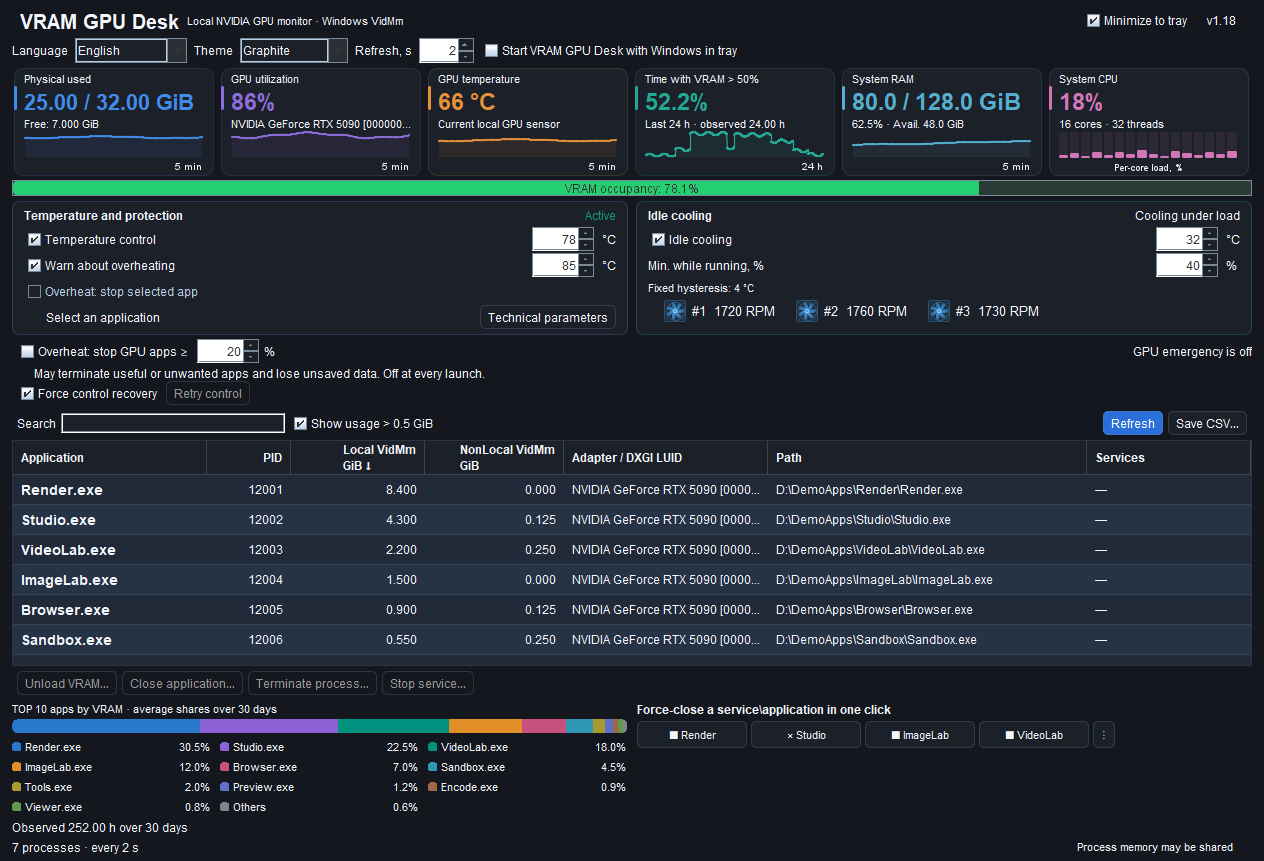 VRAM GPU Desk Local NVIDIA GPU monitor · Windows VidMm Minimize to tray v1.18
Language English Theme Graphite Refresh, s 2 Start VRAM GPU Desk with Windows in tray
Physical used
25.00 / 32.00 GiB
Free: 7.000 GiB
5 min
GPU utilization
86%
NVIDIA GeForce RTX 5090 [000000...
5 min
GPU temperature
66 °C
Current local GPU sensor
5 min
Time with VRAM > 50%
52.2%
Last 24 h · observed 24.00 h
24 h
System RAM
80.0 / 128.0 GiB
62.5% · Avail. 48.0 GiB
5 min
System CPU
18%
16 cores · 32 threads
Per-core load, %
VRAM occupancy: 78.1%
Temperature and protection Active
Temperature control 78 °C
Warn about overheating 85 °C
Overheat: stop selected app
Select an application Technical parameters
Idle cooling Cooling under load
Idle cooling 32 °C
Min. while running, % 40 %
Fixed hysteresis: 4 °C
#1 1720 RPM #2 1760 RPM #3 1730 RPM
Overheat: stop GPU apps ≥ 20 % GPU emergency is off
May terminate useful or unwanted apps and lose unsaved data. Off at every launch.
Force control recovery Retry control
Search Show usage > 0.5 GiB Refresh Save CSV...
Application PID Local VidMm GiB ↓ NonLocal VidMm GiB Adapter / DXGI LUID Path Services
Render.exe 12001 8.400 0.000 NVIDIA GeForce RTX 5090 [0000... D:\DemoApps\Render\Render.exe —
Studio.exe 12002 4.300 0.125 NVIDIA GeForce RTX 5090 [0000... D:\DemoApps\Studio\Studio.exe —
VideoLab.exe 12003 2.200 0.250 NVIDIA GeForce RTX 5090 [0000... D:\DemoApps\VideoLab\VideoLab.exe —
ImageLab.exe 12004 1.500 0.000 NVIDIA GeForce RTX 5090 [0000... D:\DemoApps\ImageLab\ImageLab.exe —
Browser.exe 12005 0.900 0.125 NVIDIA GeForce RTX 5090 [0000... D:\DemoApps\Browser\Browser.exe —
Sandbox.exe 12006 0.550 0.250 NVIDIA GeForce RTX 5090 [0000... D:\DemoApps\Sandbox\Sandbox.exe —
Unload VRAM... Close application... Terminate process... Stop service...
TOP 10 apps by VRAM · average shares over 30 days
Render.exe 30.5% Studio.exe 22.5% VideoLab.exe 18.0%
ImageLab.exe 12.0% Browser.exe 7.0% Sandbox.exe 4.5%
Tools.exe 2.0% Preview.exe 1.2% Encode.exe 0.9%
Viewer.exe 0.8% Others 0.6%
Observed 252.00 h over 30 days
7 processes · every 2 s
Force-close a service\application in one click
Render × Studio ImageLab VideoLab ⋮
Process memory may be shared